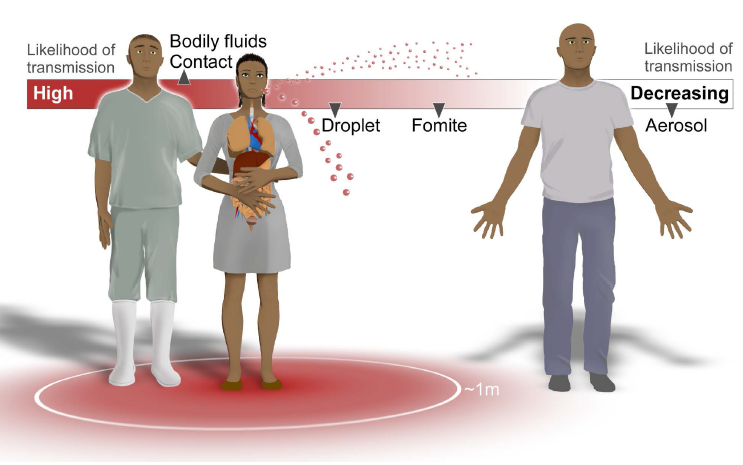 Likelihood of
transmission
Bodily fluids
Contact
Likelihood of
transmission
High
Decreasing
Droplet
Fomite
Aerosol
~1m